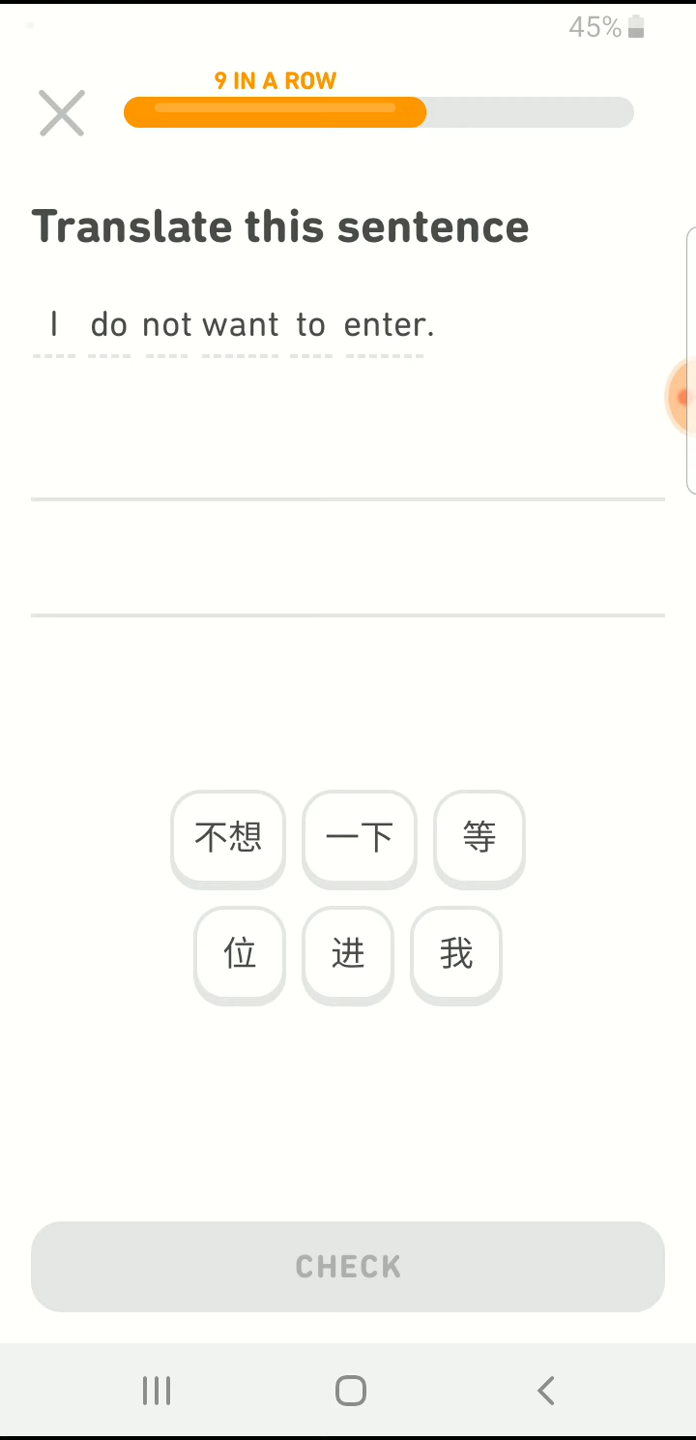 45%
9 IN A ROW
Translate this sentence
I do not want to enter.
不想 一下 等
位 进 我
CHECK